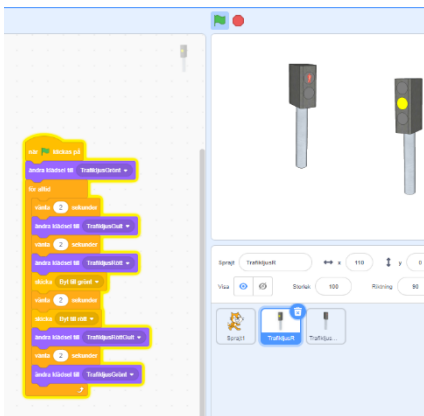 när klickas på
ändra klädsel till TrafikljusGrönt
för alltid
vänta 2 sekunder
ändra klädsel till TrafikljusGult
vänta 2 sekunder
ändra klädsel till TrafikljusRött
skicka Byt till grönt
vänta 2 sekunder
skicka Byt till rött
ändra klädsel till TrafikljusRöttGult
vänta 2 sekunder
ändra klädsel till TrafikljusGrönt
Sprajt TrafikljusR x 110 y 0
Visa Storlek 100 Riktning 90
Sprajt1 TrafikljusR Trafikljus...